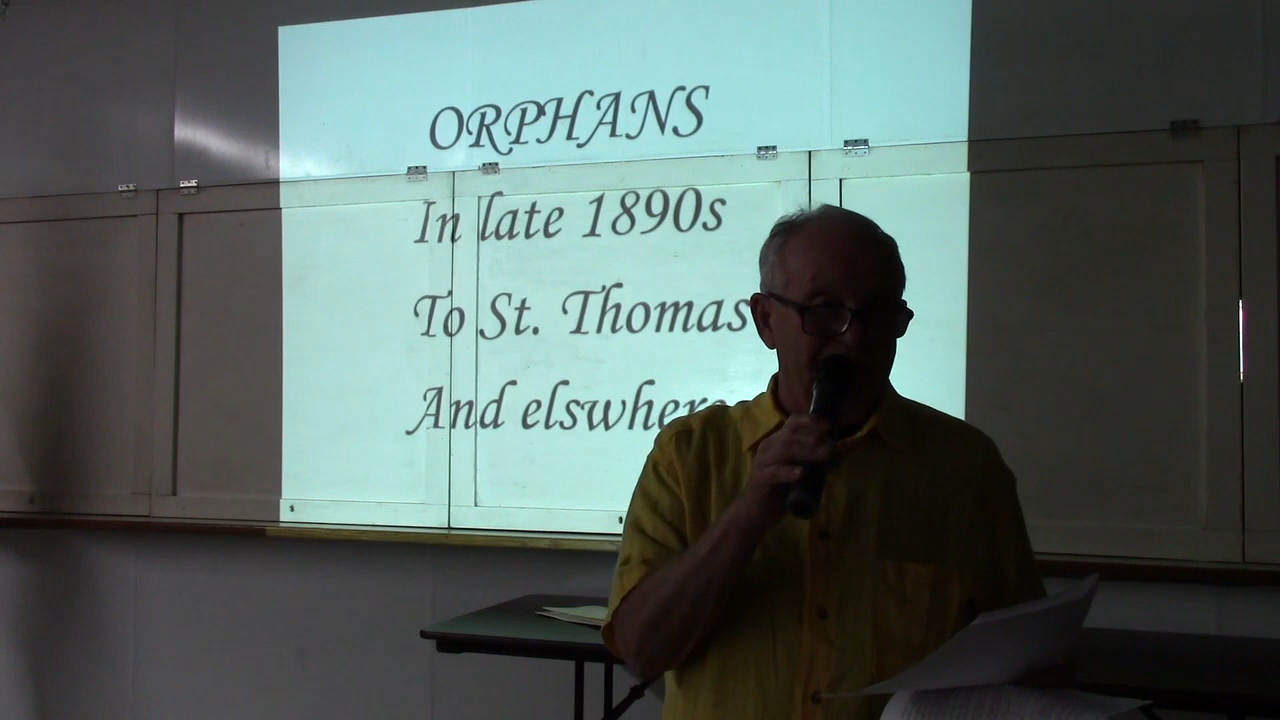 ORPHANS
In late 1890s
To St. Thomas
And elswhere